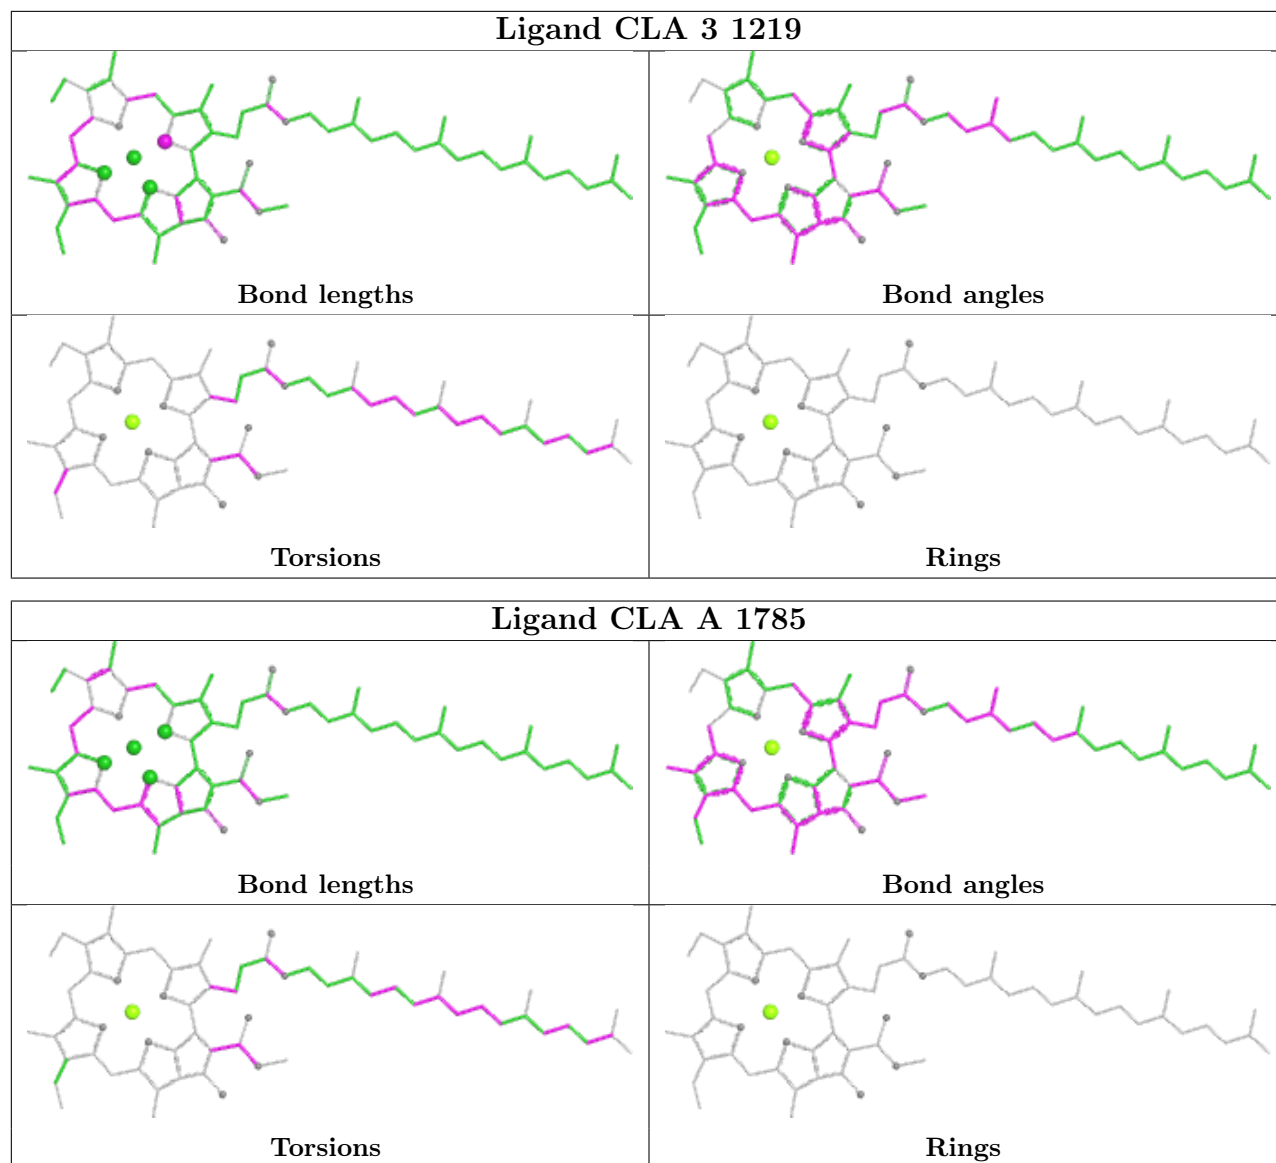 Ligand CLA 3 1219
Bond lengths
Bond angles
Torsions
Rings
Ligand CLA A 1785
Bond lengths
Bond angles
Torsions
Rings